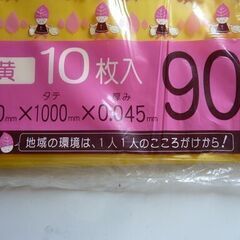 黄 10枚入 90
タテ 厚み
0mm×1000mm×0.045mm
地域の環境は、1人1人のこころがけから!